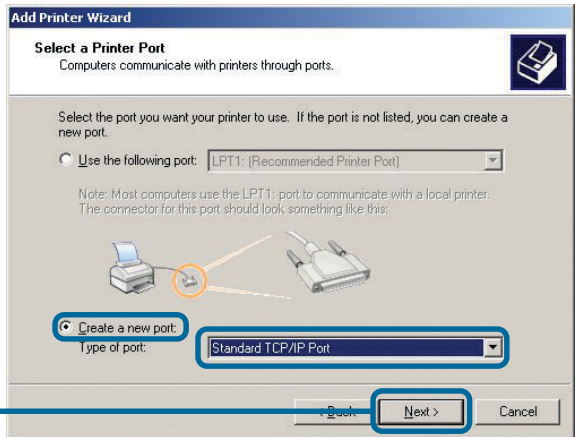 Add Printer Wizard
Select a Printer Port
Computers communicate with printers through ports.
Select the port you want your printer to use. If the port is not listed, you can create a
new port.
Use the following port: LPT1: (Recommended Printer Port)
Note: Most computers use the LPT1: port to communicate with a local printer.
The connector for this port should look something like this:
Create a new port:
Type of port: Standard TCP/IP Port
< Back Next > Cancel